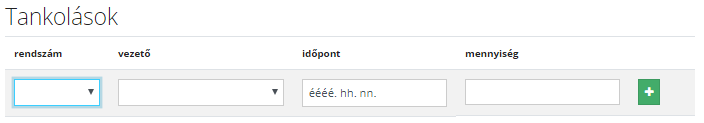 Tankolások
rendszám vezető időpont mennyiség
éééé. hh. nn.